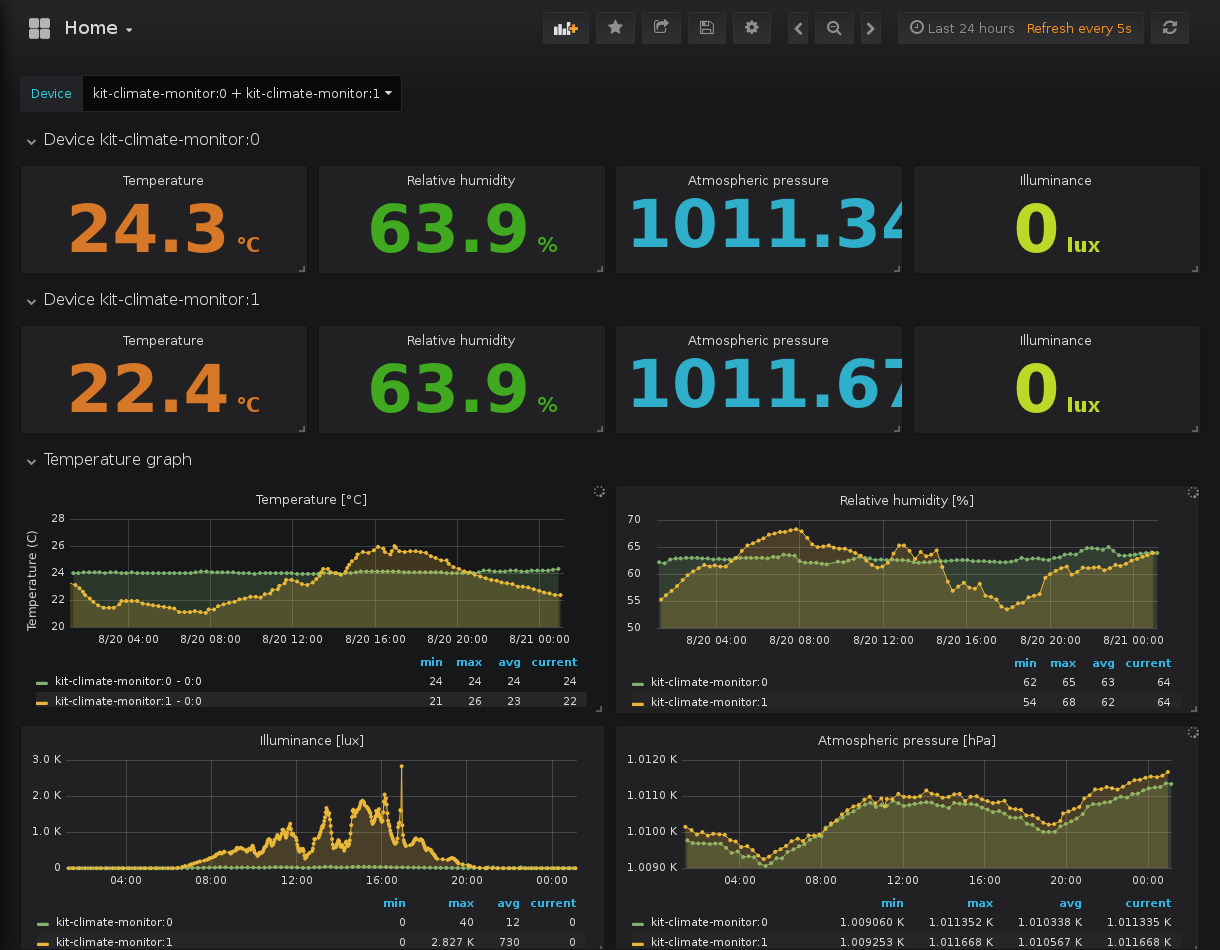 Home
Last 24 hours Refresh every 5s
Device kit-climate-monitor:0 + kit-climate-monitor:1
Device kit-climate-monitor:0
Temperature Relative humidity Atmospheric pressure Illuminance
24.3 °C 63.9 % 1011.34 0 lux
Device kit-climate-monitor:1
Temperature Relative humidity Atmospheric pressure Illuminance
22.4 °C 63.9 % 1011.67 0 lux
Temperature graph
Temperature [°C]
Temperature (C)
28
26
24
22
20
8/20 04:00 8/20 08:00 8/20 12:00 8/20 16:00 8/20 20:00 8/21 00:00
min max avg current
kit-climate-monitor:0 - 0:0 24 24 24 24
kit-climate-monitor:1 - 0:0 21 26 23 22
Relative humidity [%]
70
65
60
55
50
8/20 04:00 8/20 08:00 8/20 12:00 8/20 16:00 8/20 20:00 8/21 00:00
min max avg current
kit-climate-monitor:0 62 65 63 64
kit-climate-monitor:1 54 68 62 64
Illuminance [lux]
3.0 K
2.0 K
1.0 K
0
04:00 08:00 12:00 16:00 20:00 00:00
min max avg current
kit-climate-monitor:0 0 40 12 0
kit-climate-monitor:1 0 2.827 K 730 0
Atmospheric pressure [hPa]
1.0120 K
1.0110 K
1.0100 K
1.0090 K
04:00 08:00 12:00 16:00 20:00 00:00
min max avg current
kit-climate-monitor:0 1.009060 K 1.011352 K 1.010338 K 1.011335 K
kit-climate-monitor:1 1.009253 K 1.011668 K 1.010567 K 1.011668 K